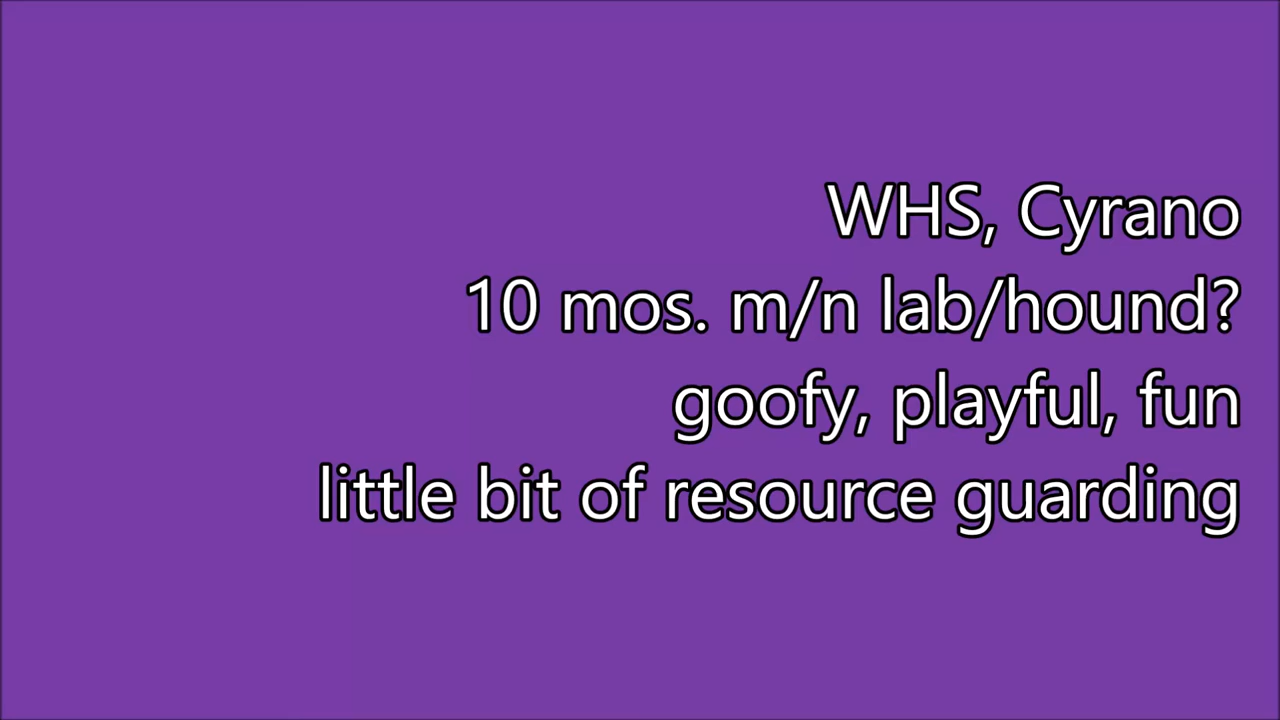 WHS, Cyrano
10 mos. m/n lab/hound?
goofy, playful, fun
little bit of resource guarding